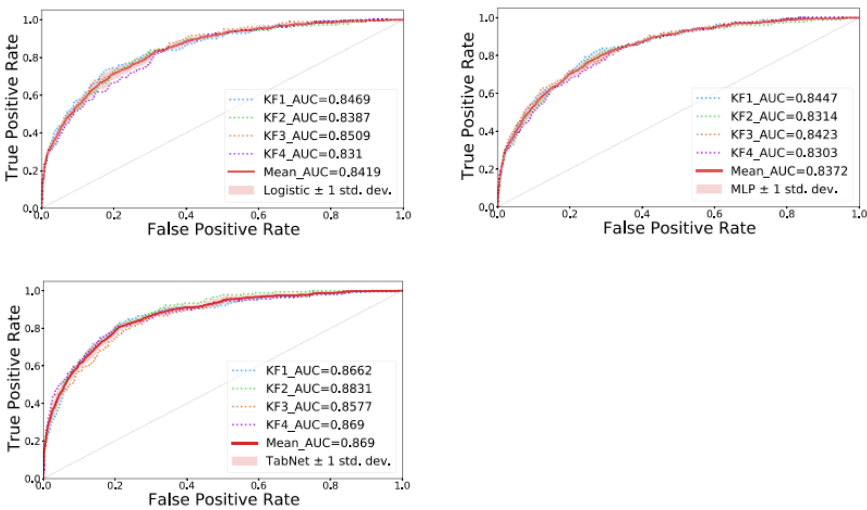 True Positive Rate
1.0
0.8
0.6
0.4
0.2
0.0
KF1_AUC=0.8469
KF2_AUC=0.8387
KF3_AUC=0.8509
KF4_AUC=0.831
Mean_AUC=0.8419
Logistic ± 1 std. dev.
0.0 0.2 0.4 0.6 0.8 1.0
False Positive Rate
True Positive Rate
1.0
0.8
0.6
0.4
0.2
0.0
KF1_AUC=0.8447
KF2_AUC=0.8314
KF3_AUC=0.8423
KF4_AUC=0.8303
Mean_AUC=0.8372
MLP ± 1 std. dev.
0.0 0.2 0.4 0.6 0.8 1.0
False Positive Rate
True Positive Rate
1.0
0.8
0.6
0.4
0.2
0.0
KF1_AUC=0.8662
KF2_AUC=0.8831
KF3_AUC=0.8577
KF4_AUC=0.869
Mean_AUC=0.869
TabNet ± 1 std. dev.
0.0 0.2 0.4 0.6 0.8 1.0
False Positive Rate